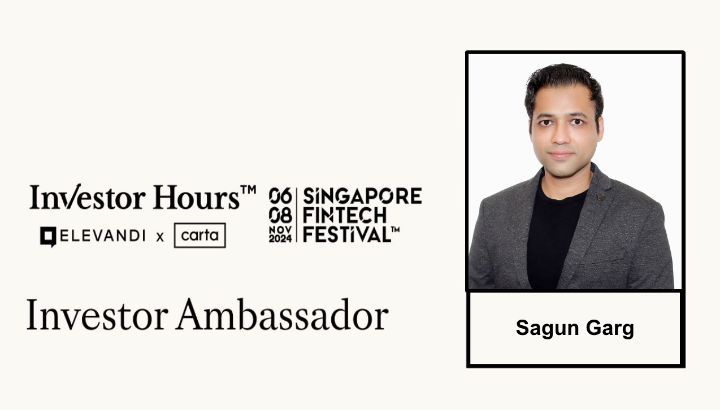 Investor Hours™
ELEVANDI x carta
06
08
NOV
2024
SiNGAPORE
FiNTECH
FESTiVAL™
Investor Ambassador
Sagun Garg